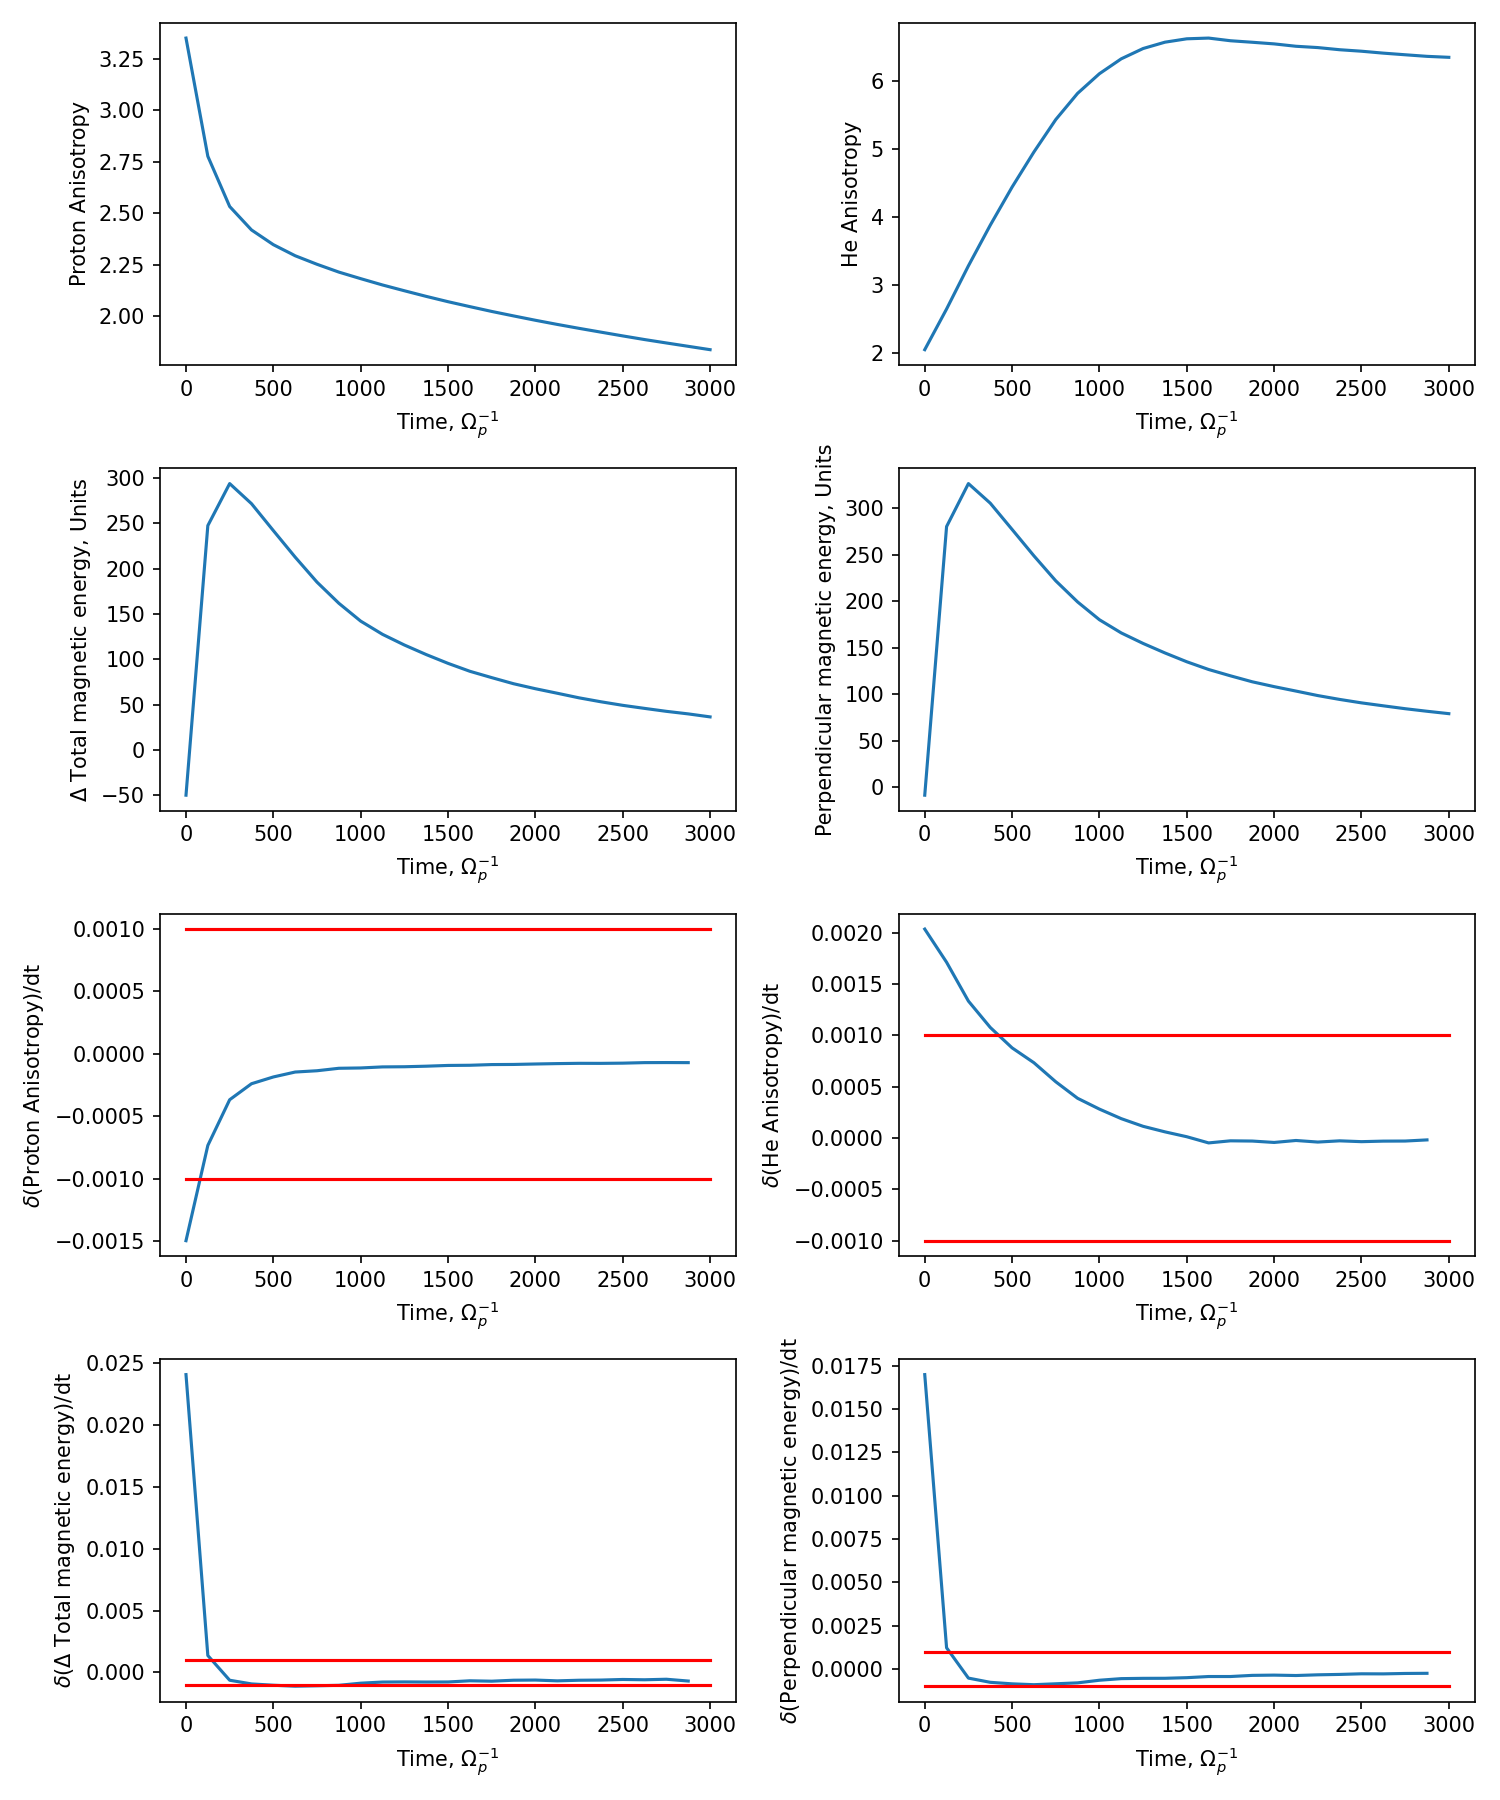 Proton Anisotropy
3.25
3.00
2.75
2.50
2.25
2.00
0 500 1000 1500 2000 2500 3000
Time, Ω_p^{-1}
He Anisotropy
6
5
4
3
2
0 500 1000 1500 2000 2500 3000
Time, Ω_p^{-1}
Δ Total magnetic energy, Units
300
250
200
150
100
50
0
−50
0 500 1000 1500 2000 2500 3000
Time, Ω_p^{-1}
Perpendicular magnetic energy, Units
300
250
200
150
100
50
0
0 500 1000 1500 2000 2500 3000
Time, Ω_p^{-1}
δ(Proton Anisotropy)/dt
0.0010
0.0005
0.0000
−0.0005
−0.0010
−0.0015
0 500 1000 1500 2000 2500 3000
Time, Ω_p^{-1}
δ(He Anisotropy)/dt
0.0020
0.0015
0.0010
0.0005
0.0000
−0.0005
−0.0010
0 500 1000 1500 2000 2500 3000
Time, Ω_p^{-1}
δ(Δ Total magnetic energy)/dt
0.025
0.020
0.015
0.010
0.005
0.000
0 500 1000 1500 2000 2500 3000
Time, Ω_p^{-1}
δ(Perpendicular magnetic energy)/dt
0.0175
0.0150
0.0125
0.0100
0.0075
0.0050
0.0025
0.0000
0 500 1000 1500 2000 2500 3000
Time, Ω_p^{-1}